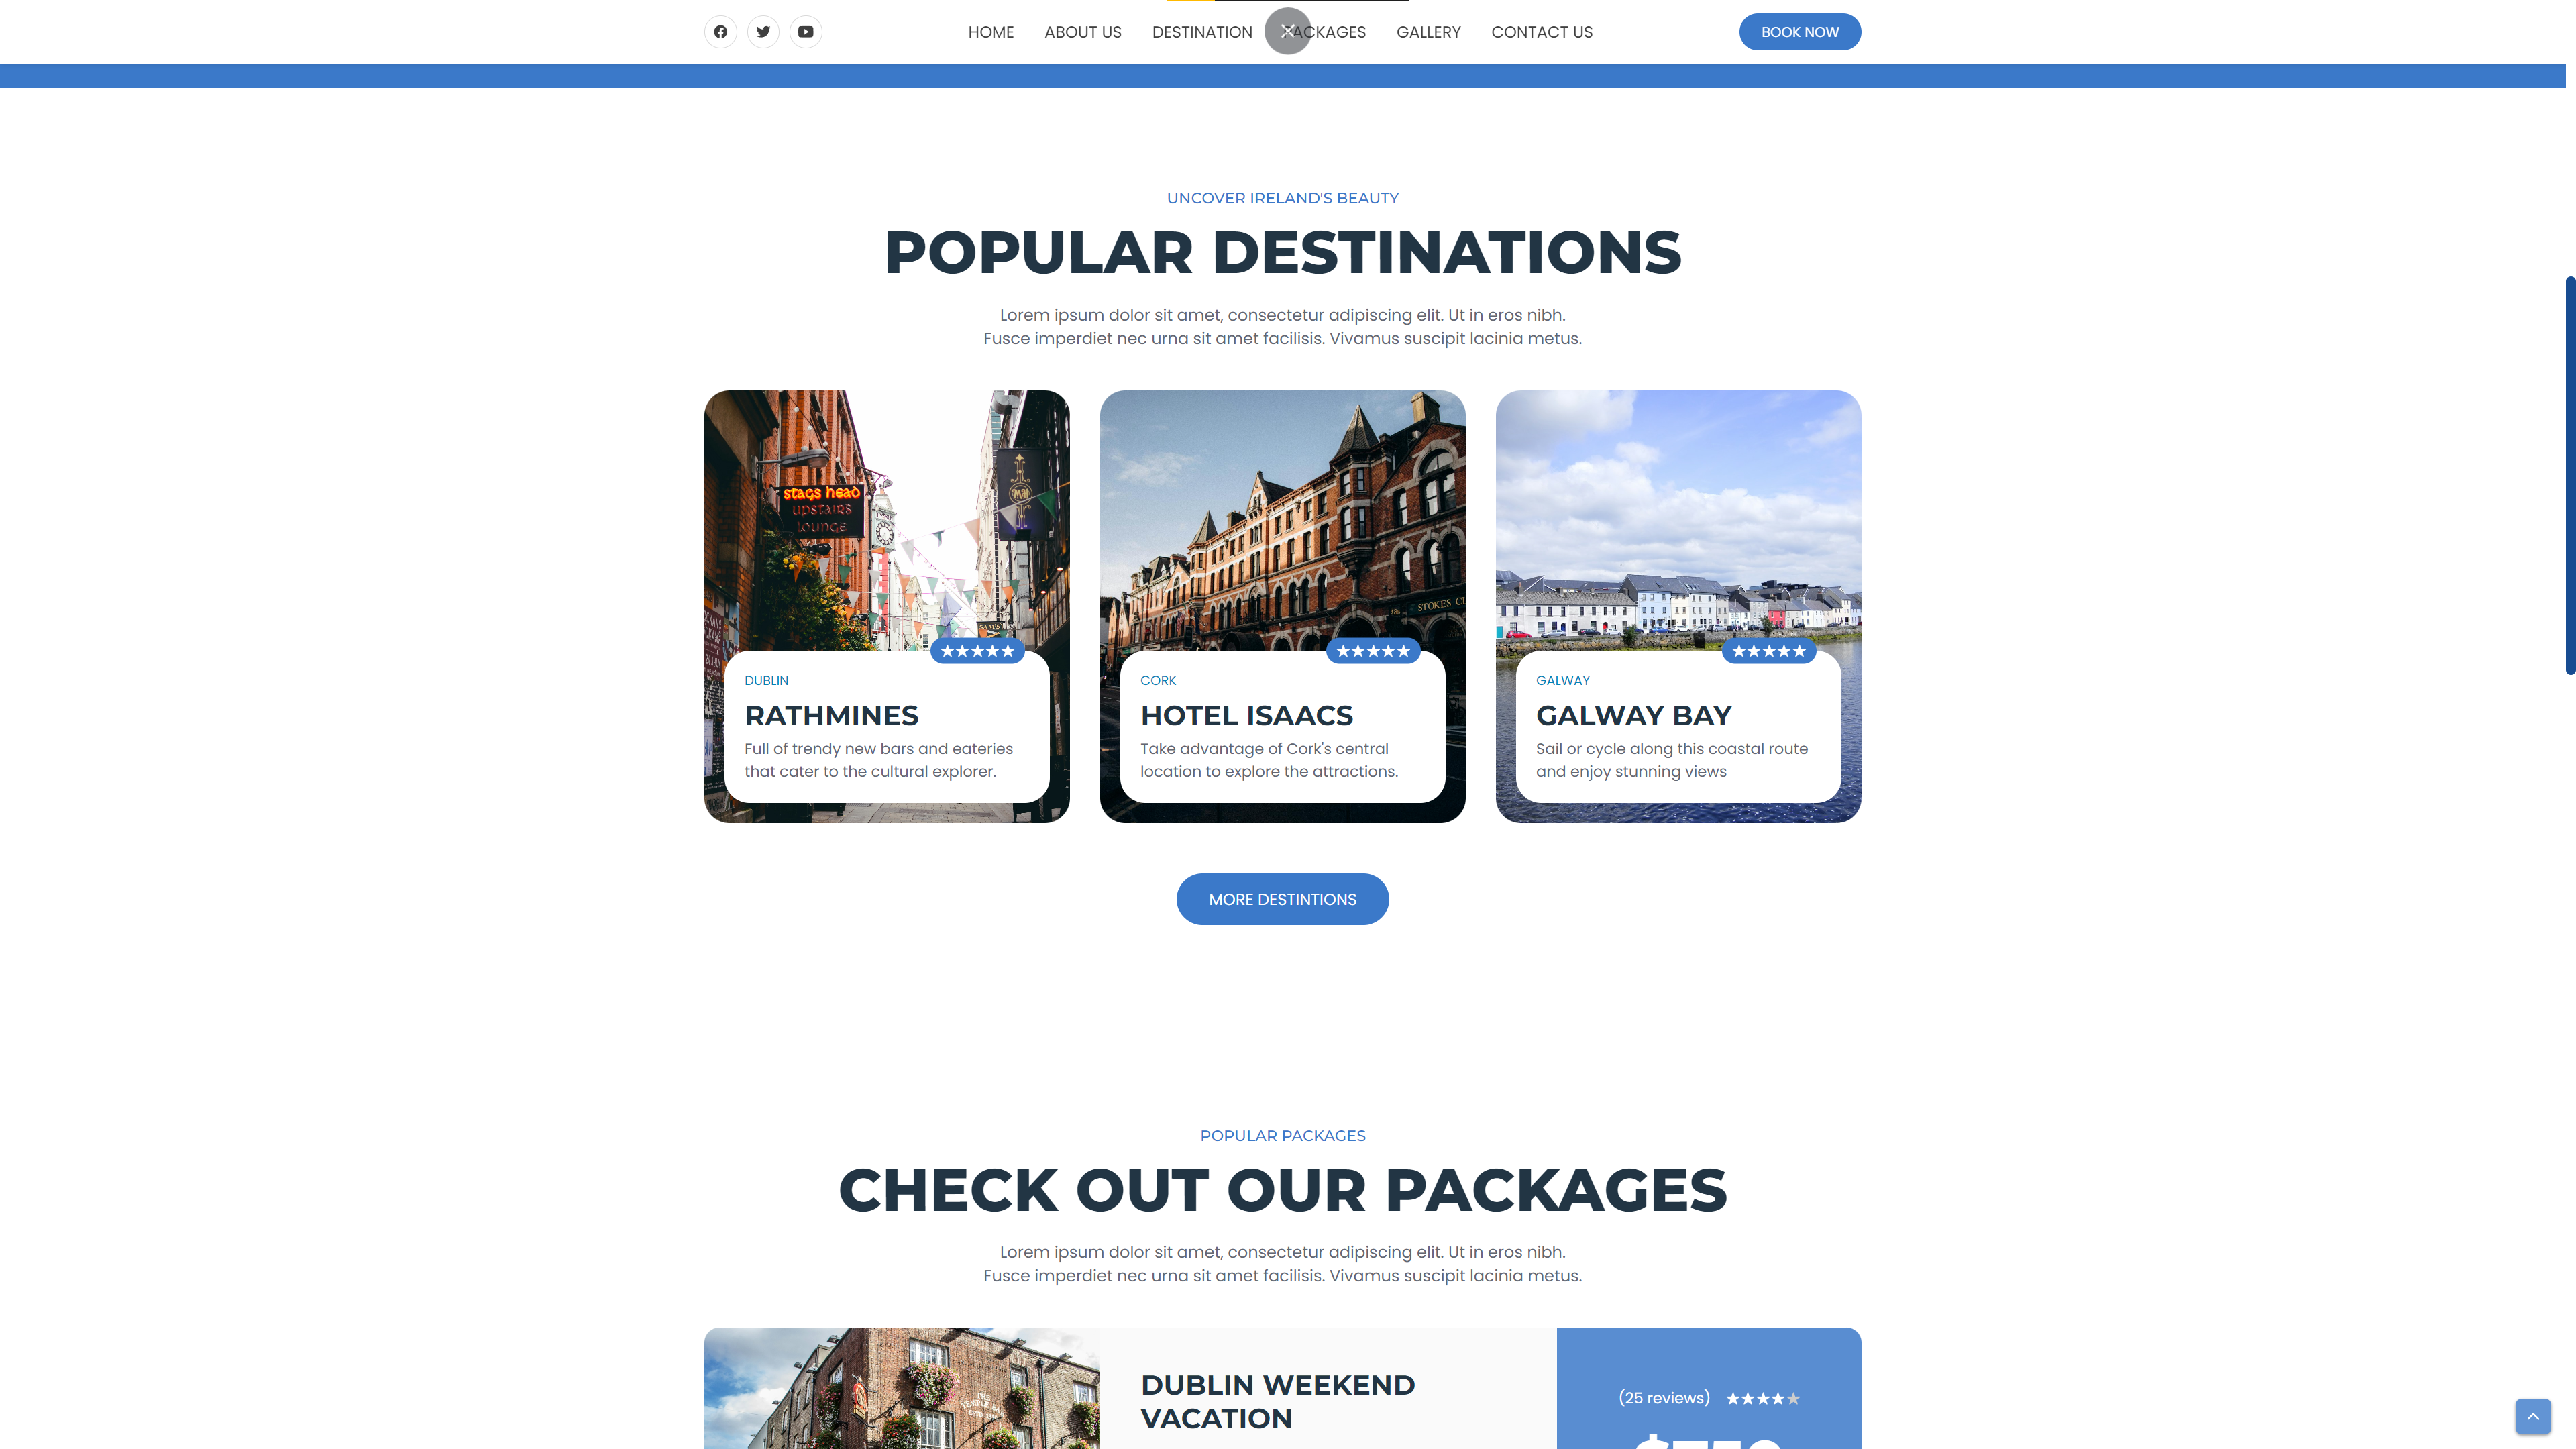 HOME ABOUT US DESTINATION PACKAGES GALLERY CONTACT US BOOK NOW
UNCOVER IRELAND'S BEAUTY
POPULAR DESTINATIONS
Lorem ipsum dolor sit amet, consectetur adipiscing elit. Ut in eros nibh.
Fusce imperdiet nec urna sit amet facilisis. Vivamus suscipit lacinia metus.
stags head
upstairs
lounge
MH
SAM'S
DUBLIN
RATHMINES
Full of trendy new bars and eateries
that cater to the cultural explorer.
STOKES
CORK
HOTEL ISAACS
Take advantage of Cork's central
location to explore the attractions.
GALWAY
GALWAY BAY
Sail or cycle along this coastal route
and enjoy stunning views
MORE DESTINTIONS
POPULAR PACKAGES
CHECK OUT OUR PACKAGES
Lorem ipsum dolor sit amet, consectetur adipiscing elit. Ut in eros nibh.
Fusce imperdiet nec urna sit amet facilisis. Vivamus suscipit lacinia metus.
THE
TEMPLE BAR
DUBLIN WEEKEND
VACATION
(25 reviews)